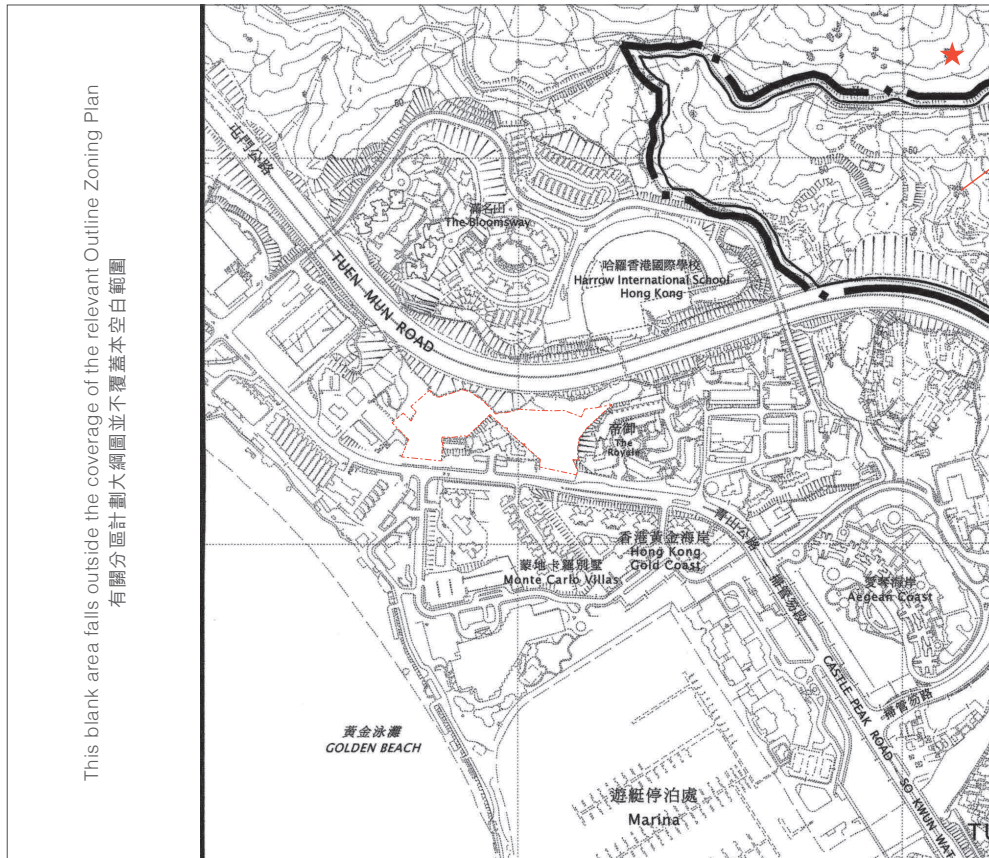 This blank area falls outside the coverage of the relevant Outline Zoning Plan
有關分區計劃大綱圖並不覆蓋本空白範圍
屯門公路
TUEN MUN ROAD
滿名山
The Bloomsway
哈羅香港國際學校
Harrow International School
Hong Kong
50
帝御
The
Royale
青山公路
香港黃金海岸
Hong Kong
Gold Coast
蒙地卡羅別墅
Monte Carlo Villas
掃管笏段
愛琴海岸
Aegean Coast
掃管笏路
CASTLE PEAK ROAD
SO KWUN WAT
黃金泳灘
GOLDEN BEACH
遊艇停泊處
Marina
TU